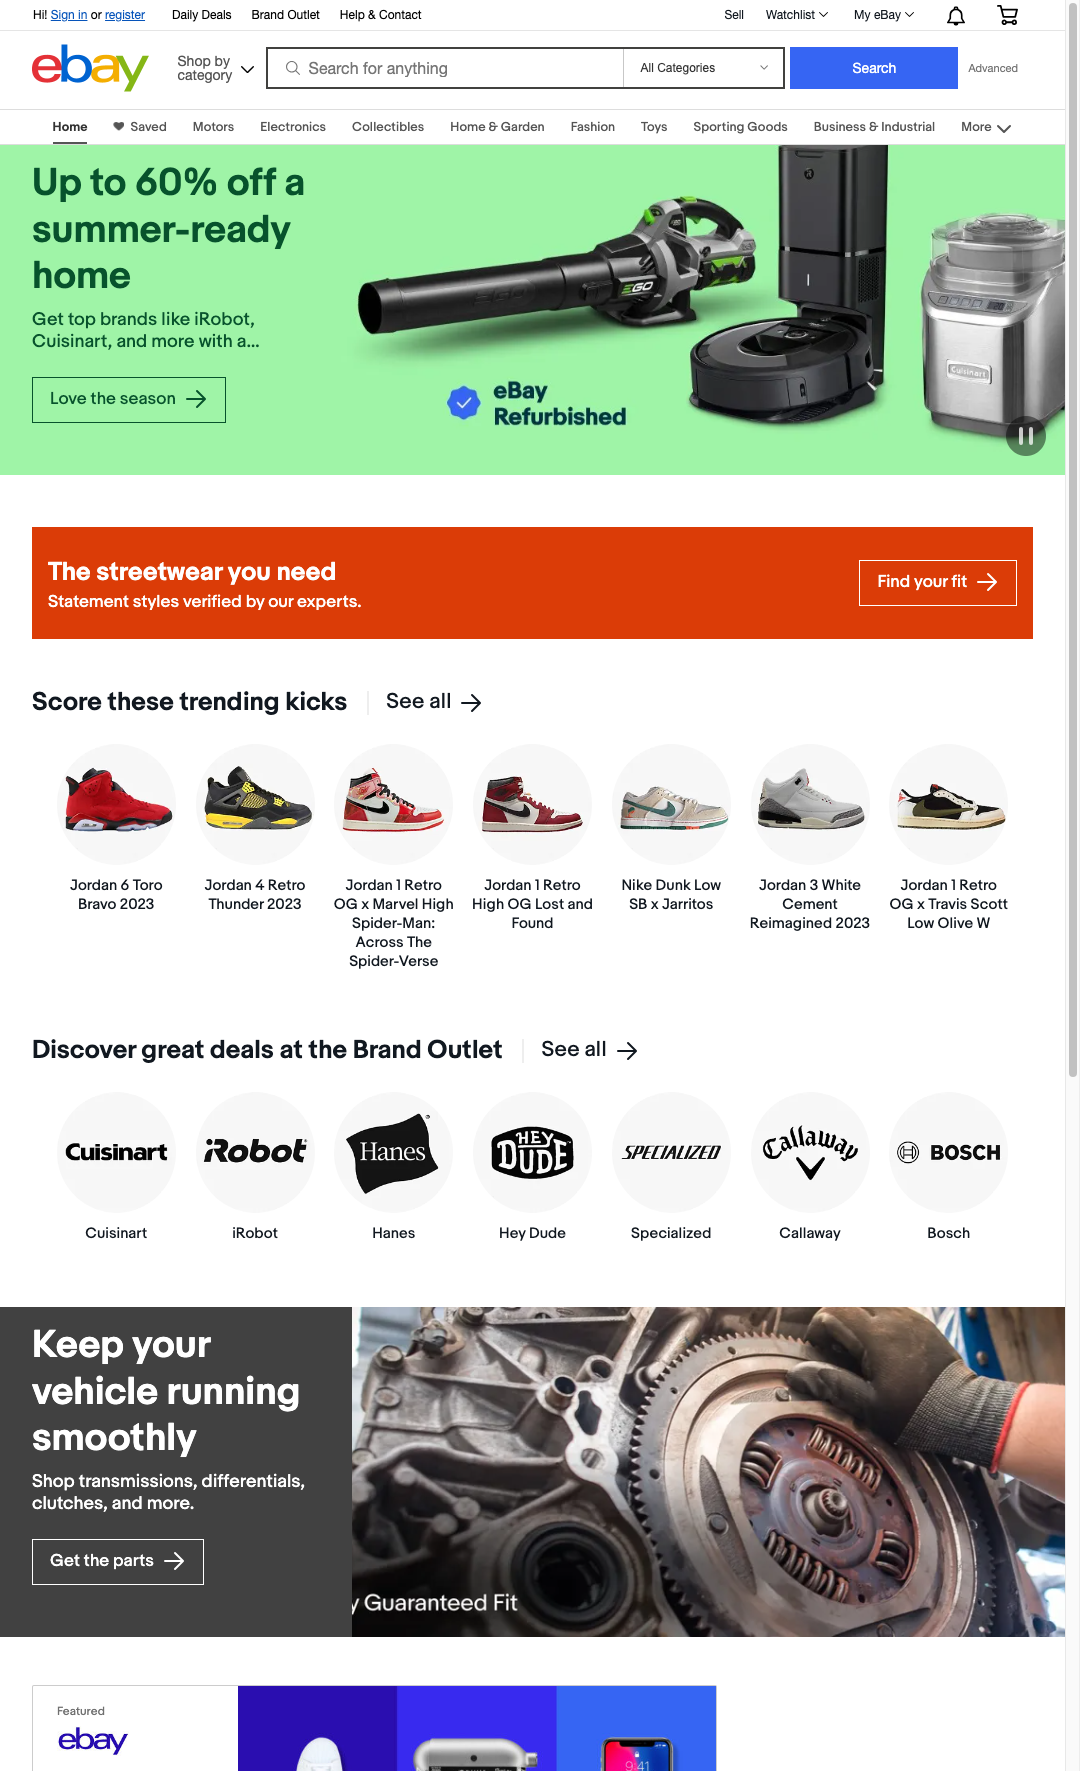 Hi! Sign in or register
Daily Deals
Brand Outlet
Help & Contact
Sell
Watchlist
My eBay
ebay
Shop by
category
Search for anything
All Categories
Search
Advanced
Home
Saved
Motors
Electronics
Collectibles
Home & Garden
Fashion
Toys
Sporting Goods
Business & Industrial
More
Up to 60% off a
summer-ready
home
Get top brands like iRobot,
Cuisinart, and more with a...
Love the season
EGO
EGO
Cuisinart
eBay
Refurbished
The streetwear you need
Statement styles verified by our experts.
Find your fit
Score these trending kicks
See all
Jordan 6 Toro
Bravo 2023
Jordan 4 Retro
Thunder 2023
Jordan 1 Retro
OG x Marvel High
Spider-Man:
Across The
Spider-Verse
Jordan 1 Retro
High OG Lost and
Found
Nike Dunk Low
SB x Jarritos
Jordan 3 White
Cement
Reimagined 2023
Jordan 1 Retro
OG x Travis Scott
Low Olive W
Discover great deals at the Brand Outlet
See all
Cuisinart
iRobot
Hanes
HEY
DUDE
SPECIALIZED
Callaway
BOSCH
Cuisinart
iRobot
Hanes
Hey Dude
Specialized
Callaway
Bosch
Keep your
vehicle running
smoothly
Shop transmissions, differentials,
clutches, and more.
Get the parts
y Guaranteed Fit
Featured
ebay
9:41